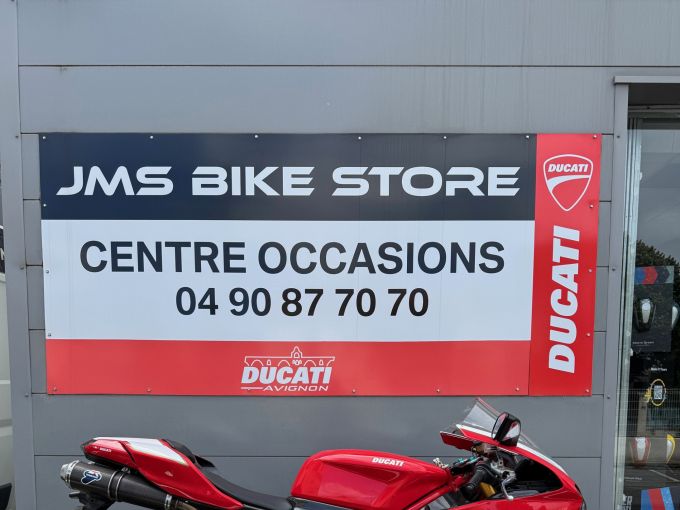 JMS BIKE STORE
CENTRE OCCASIONS
04 90 87 70 70
DUCATI
AVIGNON
DUCATI
DUCATI
DUCATI